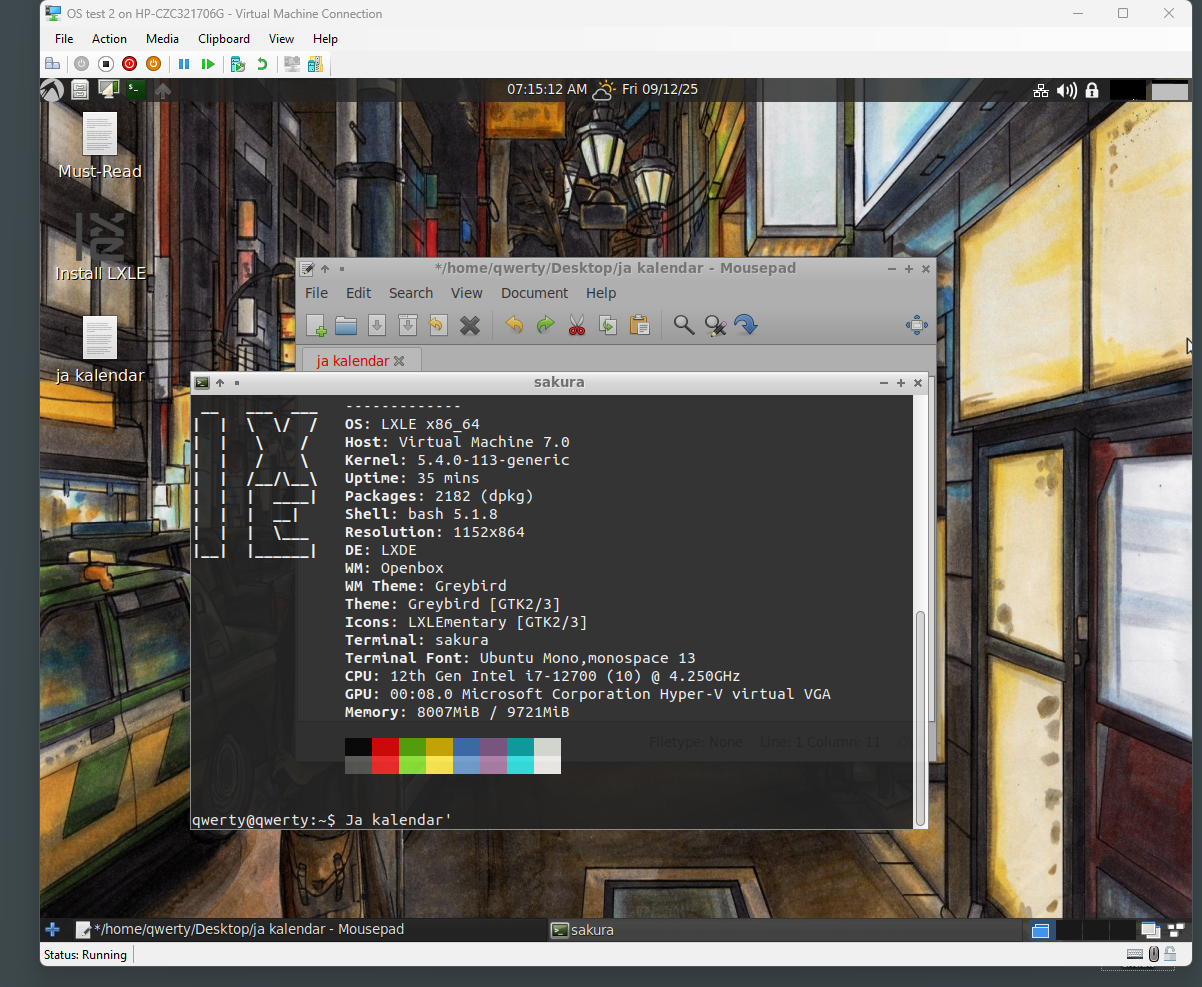 OS test 2 on HP-CZC321706G - Virtual Machine Connection
File Action Media Clipboard View Help
07:15:12 AM Fri 09/12/25
Must-Read
Install LXLE
ja kalendar
*/home/qwerty/Desktop/ja kalendar - Mousepad
File Edit Search View Document Help
ja kalendar
sakura
-------------
OS: LXLE x86_64
Host: Virtual Machine 7.0
Kernel: 5.4.0-113-generic
Uptime: 35 mins
Packages: 2182 (dpkg)
Shell: bash 5.1.8
Resolution: 1152x864
DE: LXDE
WM: Openbox
WM Theme: Greybird
Theme: Greybird [GTK2/3]
Icons: LXLEmentary [GTK2/3]
Terminal: sakura
Terminal Font: Ubuntu Mono,monospace 13
CPU: 12th Gen Intel i7-12700 (10) @ 4.250GHz
GPU: 00:08.0 Microsoft Corporation Hyper-V virtual VGA
Memory: 8007MiB / 9721MiB
Filetype: None Line: 1 Column: 11
qwerty@qwerty:~$ Ja kalendar'
*/home/qwerty/Desktop/ja kalendar - Mousepad
sakura
Status: Running